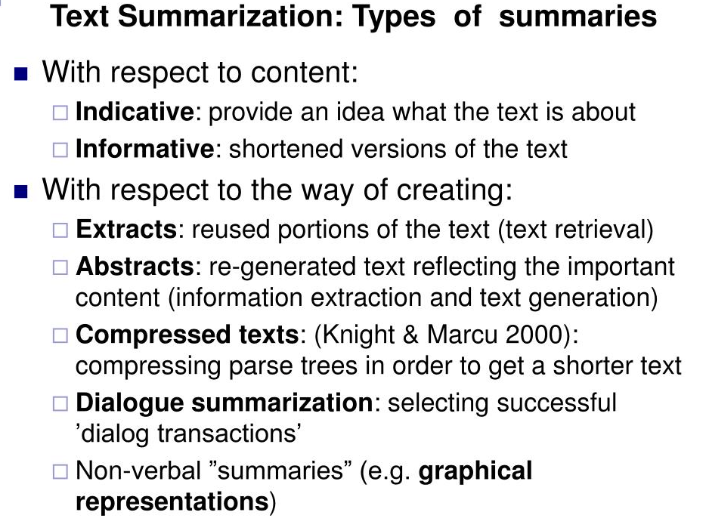 Text Summarization: Types of summaries
With respect to content:
Indicative: provide an idea what the text is about
Informative: shortened versions of the text
With respect to the way of creating:
Extracts: reused portions of the text (text retrieval)
Abstracts: re-generated text reflecting the important
content (information extraction and text generation)
Compressed texts: (Knight & Marcu 2000):
compressing parse trees in order to get a shorter text
Dialogue summarization: selecting successful
’dialog transactions’
Non-verbal ”summaries” (e.g. graphical
representations)